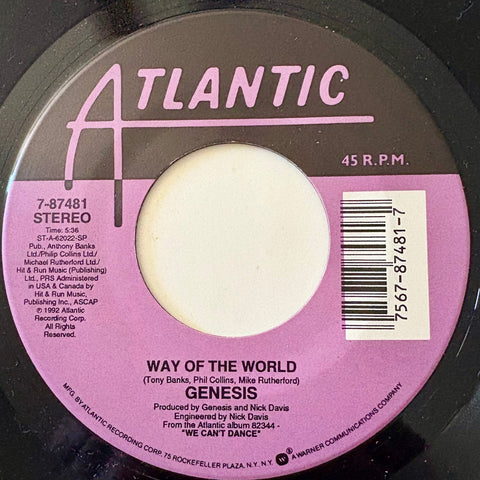 ATLANTIC
45 R.P.M.
7-87481
STEREO
Time: 5:36
ST-A-62022-SP
Pub., Anthony Banks
Ltd./Philip Collins Ltd./
Michael Rutherford Ltd./
Hit & Run Music (Publishing)
Ltd., PRS Administered
in USA & Canada by
Hit & Run Music,
Publishing Inc., ASCAP
℗ 1992 Atlantic
Recording Corp.
All Rights
Reserved.
7567-87481-7
WAY OF THE WORLD
(Tony Banks, Phil Collins, Mike Rutherford)
GENESIS
Produced by Genesis and Nick Davis
Engineered by Nick Davis
From the Atlantic album 82344 -
"WE CAN'T DANCE"
MFG. BY ATLANTIC RECORDING CORP. 75 ROCKEFELLER PLAZA, N.Y. N.Y. W ® A WARNER COMMUNICATIONS COMPANY